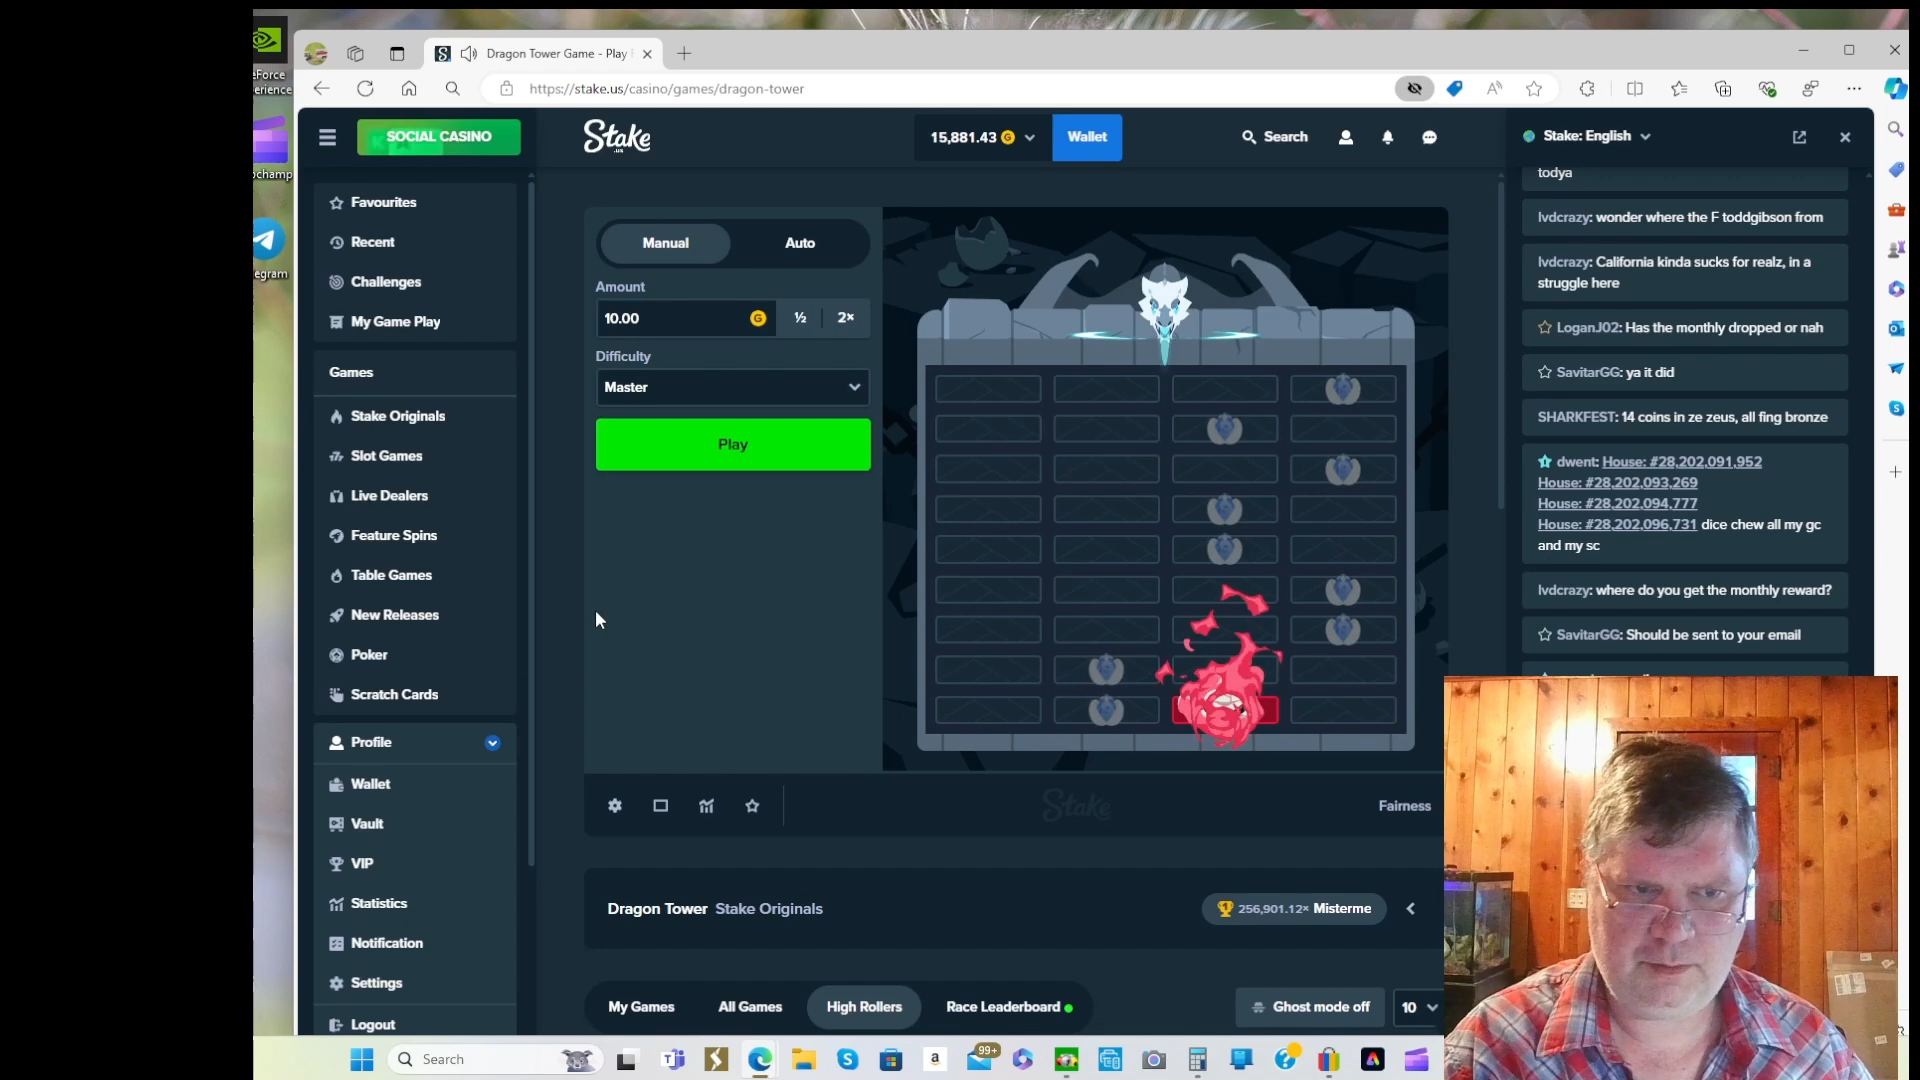 Dragon Tower Game - Play
eForce
erience
https://stake.us/casino/games/dragon-tower
SOCIAL CASINO
Stake
.US
15,881.43
Wallet
Search
Stake: English
ochamp
egram
Favourites
Recent
Challenges
My Game Play
Games
Stake Originals
Slot Games
Live Dealers
Feature Spins
Table Games
New Releases
Poker
Scratch Cards
Profile
Wallet
Vault
VIP
Statistics
Notification
Settings
Logout
Manual
Auto
Amount
10.00
½
2×
Difficulty
Master
Play
Stake
Fairness
Dragon Tower Stake Originals
256,901.12× Misterme
My Games
All Games
High Rollers
Race Leaderboard
Ghost mode off
10
todya
lvdcrazy: wonder where the F toddgibson from
lvdcrazy: California kinda sucks for realz, in a
struggle here
LoganJ02: Has the monthly dropped or nah
SavitarGG: ya it did
SHARKFEST: 14 coins in ze zeus, all fing bronze
dwent: House: #28,202,091,952
House: #28,202,093,269
House: #28,202,094,777
House: #28,202,096,731 dice chew all my gc
and my sc
lvdcrazy: where do you get the monthly reward?
SavitarGG: Should be sent to your email
Search
99+